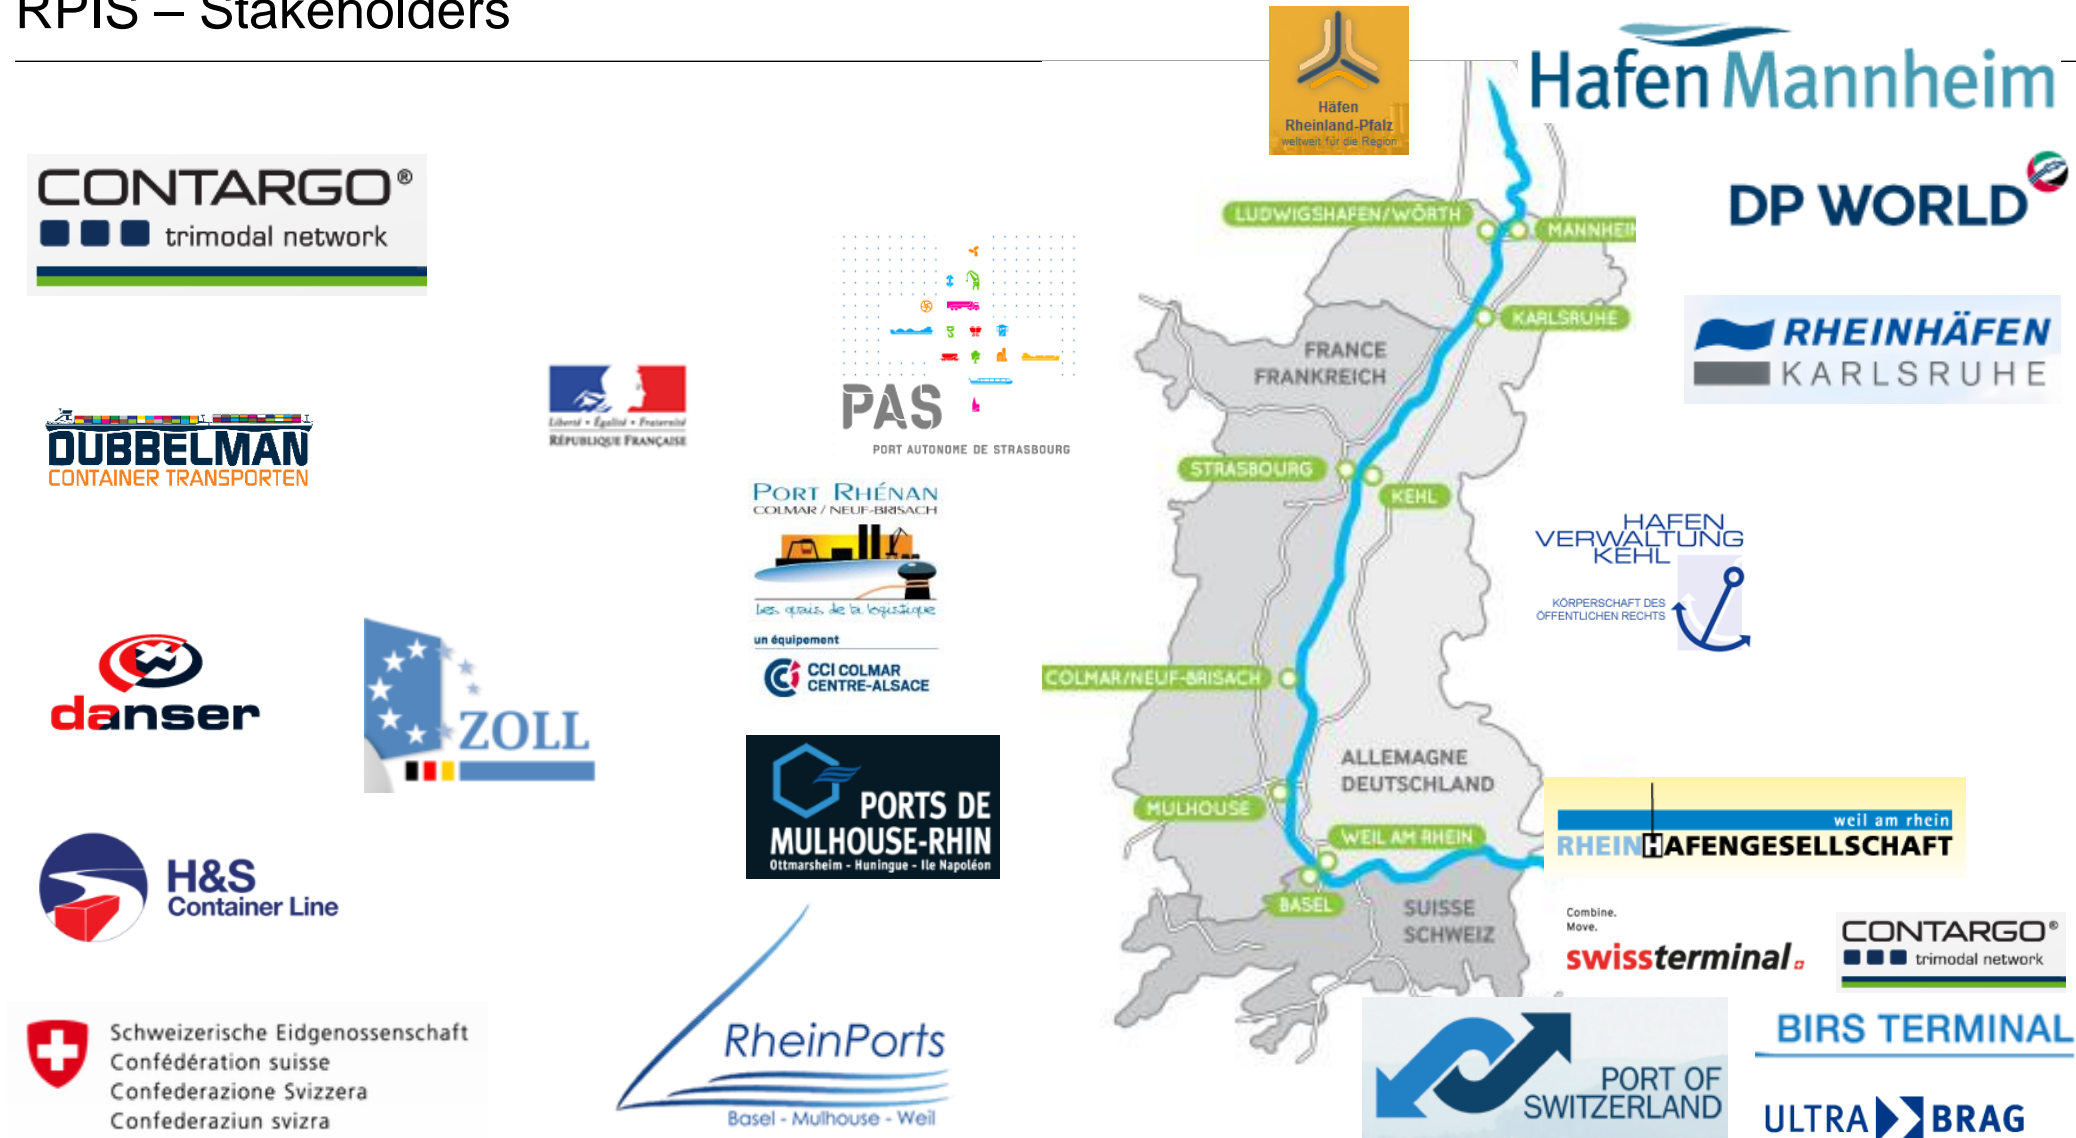 RPIS – Stakeholders
Häfen
Rheinland-Pfalz
weltweit für die Region
Hafen Mannheim
CONTARGO®
trimodal network
DP WORLD
LUDWIGSHAFEN/WÖRTH
MANNHEIM
KARLSRUHE
RHEINHÄFEN
KARLSRUHE
FRANCE
FRANKREICH
Liberté • Égalité • Fraternité
RÉPUBLIQUE FRANÇAISE
PAS
PORT AUTONOME DE STRASBOURG
DUBBELMAN
CONTAINER TRANSPORTEN
STRASBOURG
KEHL
PORT RHÉNAN
COLMAR / NEUF-BRISACH
Les quais de la logistique
un équipement
CCI COLMAR
CENTRE-ALSACE
HAFEN
VERWALTUNG
KEHL
KÖRPERSCHAFT DES
ÖFFENTLICHEN RECHTS
danser
ZOLL
COLMAR/NEUF-BRISACH
ALLEMAGNE
DEUTSCHLAND
MULHOUSE
WEIL AM RHEIN
BASEL
SUISSE
SCHWEIZ
PORTS DE
MULHOUSE-RHIN
Ottmarsheim - Huningue - Ile Napoléon
weil am rhein
RHEINHAFENGESELLSCHAFT
H&S
Container Line
Combine.
Move.
swissterminal.
CONTARGO®
trimodal network
Schweizerische Eidgenossenschaft
Confédération suisse
Confederazione Svizzera
Confederaziun svizra
RheinPorts
Basel - Mulhouse - Weil
PORT OF
SWITZERLAND
BIRS TERMINAL
ULTRA BRAG